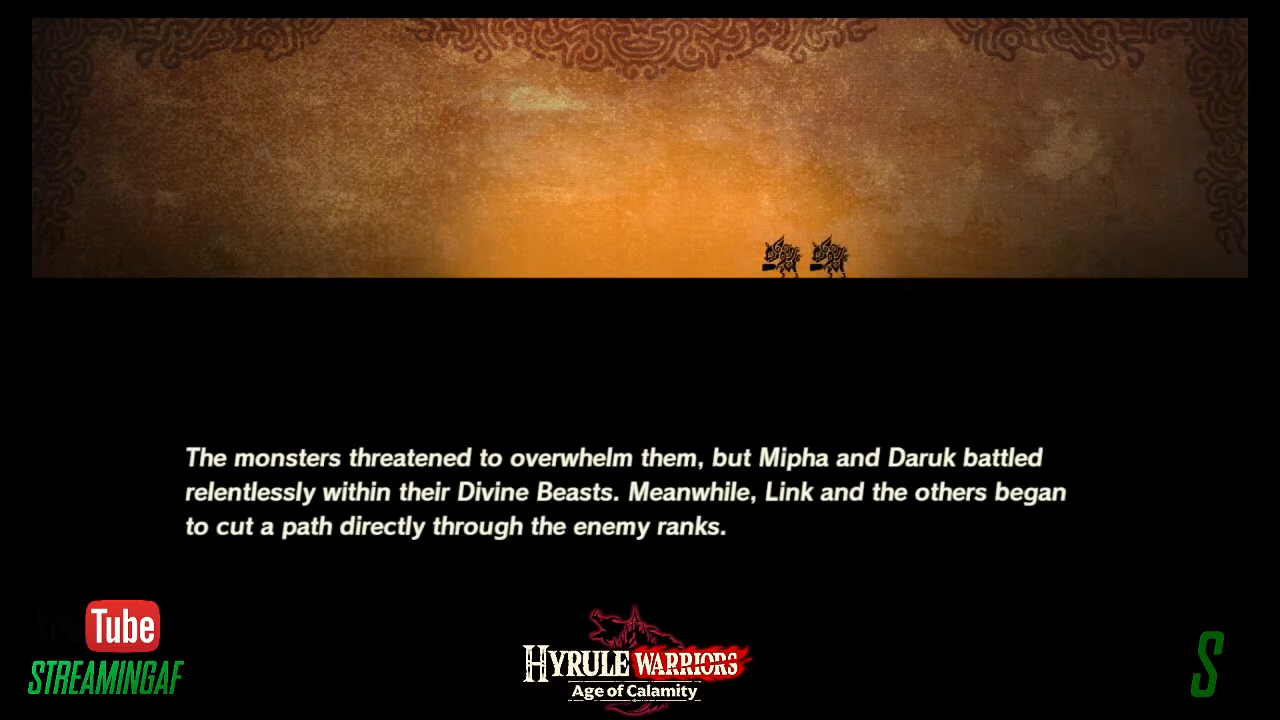 The monsters threatened to overwhelm them, but Mipha and Daruk battled
relentlessly within their Divine Beasts. Meanwhile, Link and the others began
to cut a path directly through the enemy ranks.
YouTube
STREAMINGAF
HYRULE WARRIORS
Age of Calamity
S